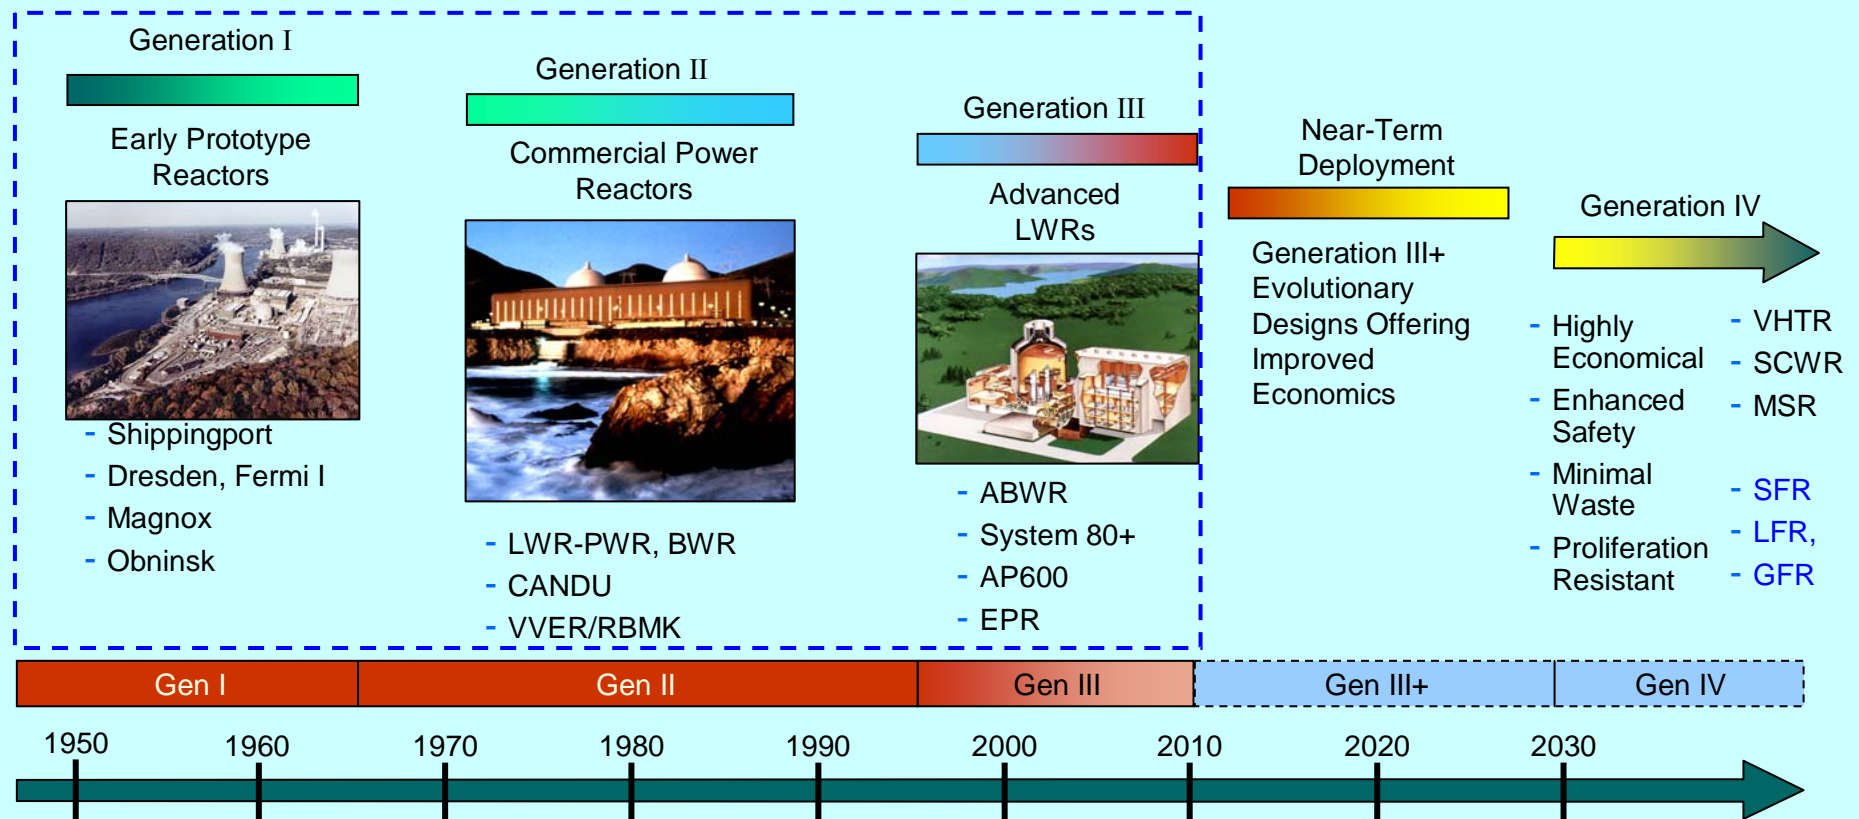 Generation I
Early Prototype
Reactors
- Shippingport
- Dresden, Fermi I
- Magnox
- Obninsk
Generation II
Commercial Power
Reactors
- LWR-PWR, BWR
- CANDU
- VVER/RBMK
Generation III
Advanced
LWRs
- ABWR
- System 80+
- AP600
- EPR
Near-Term
Deployment
Generation III+
Evolutionary
Designs Offering
Improved
Economics
Generation IV
- Highly
Economical
- Enhanced
Safety
- Minimal
Waste
- Proliferation
Resistant
- VHTR
- SCWR
- MSR
- SFR
- LFR,
- GFR
Gen I Gen II Gen III Gen III+ Gen IV
1950 1960 1970 1980 1990 2000 2010 2020 2030